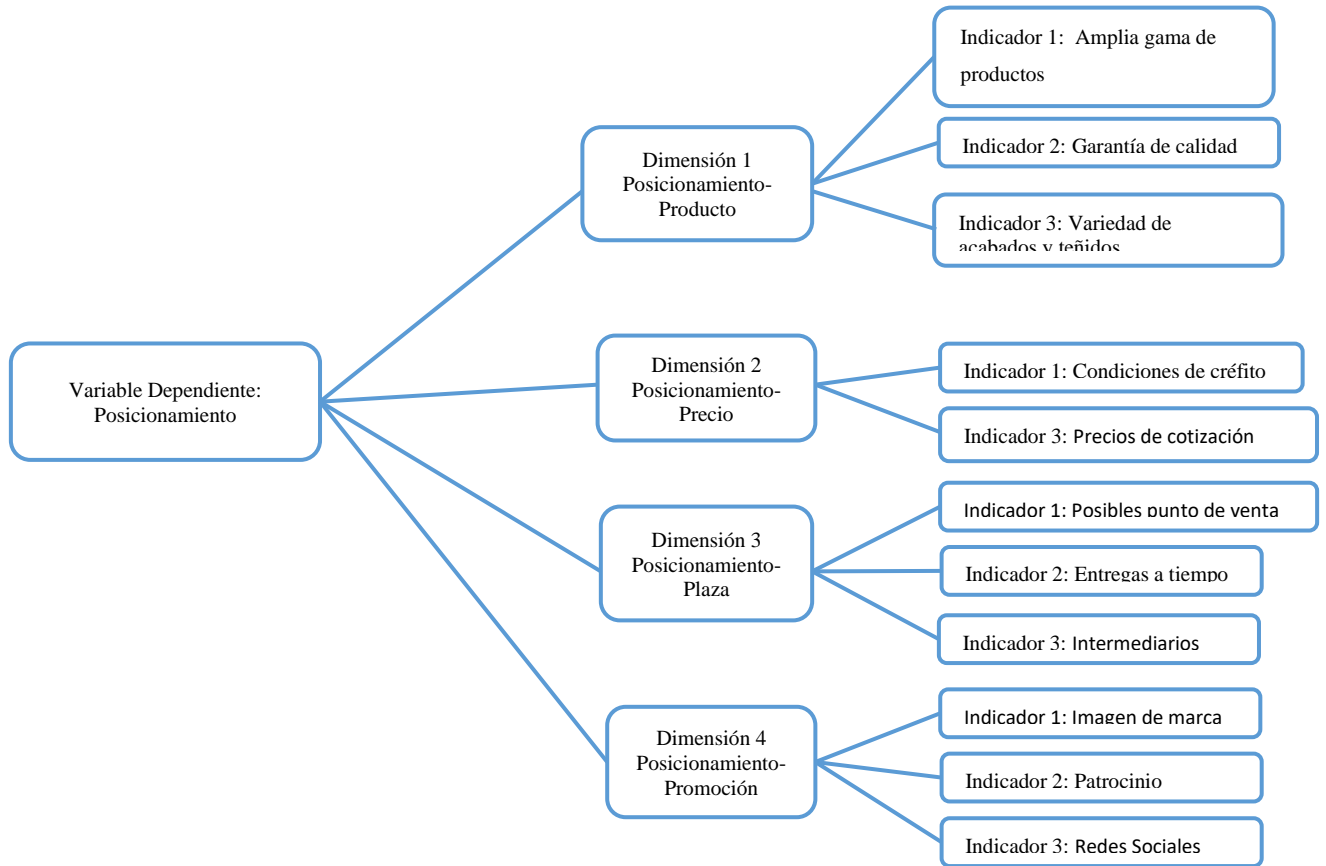 Variable Dependiente:
Posicionamiento
Dimensión 1
Posicionamiento-
Producto
Indicador 1:  Amplia gama de
productos
Indicador 2: Garantía de calidad
Indicador 3: Variedad de
acabados y teñidos
Dimensión 2
Posicionamiento-
Precio
Indicador 1: Condiciones de créfito
Indicador 3: Precios de cotización
Dimensión 3
Posicionamiento-
Plaza
Indicador 1: Posibles punto de venta
Indicador 2: Entregas a tiempo
Indicador 3: Intermediarios
Dimensión 4
Posicionamiento-
Promoción
Indicador 1: Imagen de marca
Indicador 2: Patrocinio
Indicador 3: Redes Sociales